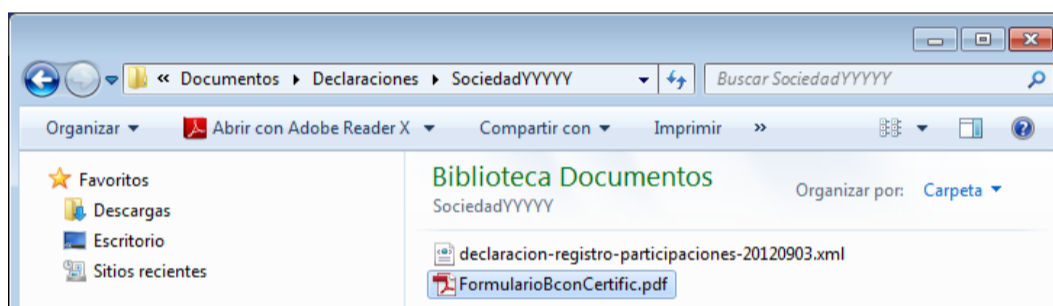 « Documentos ▸ Declaraciones ▸ SociedadYYYYY Buscar SociedadYYYYY
Organizar Abrir con Adobe Reader X Compartir con Imprimir »
Favoritos
Descargas
Escritorio
Sitios recientes
Biblioteca Documentos
SociedadYYYYY
Organizar por: Carpeta
declaracion-registro-participaciones-20120903.xml
FormularioBconCertific.pdf